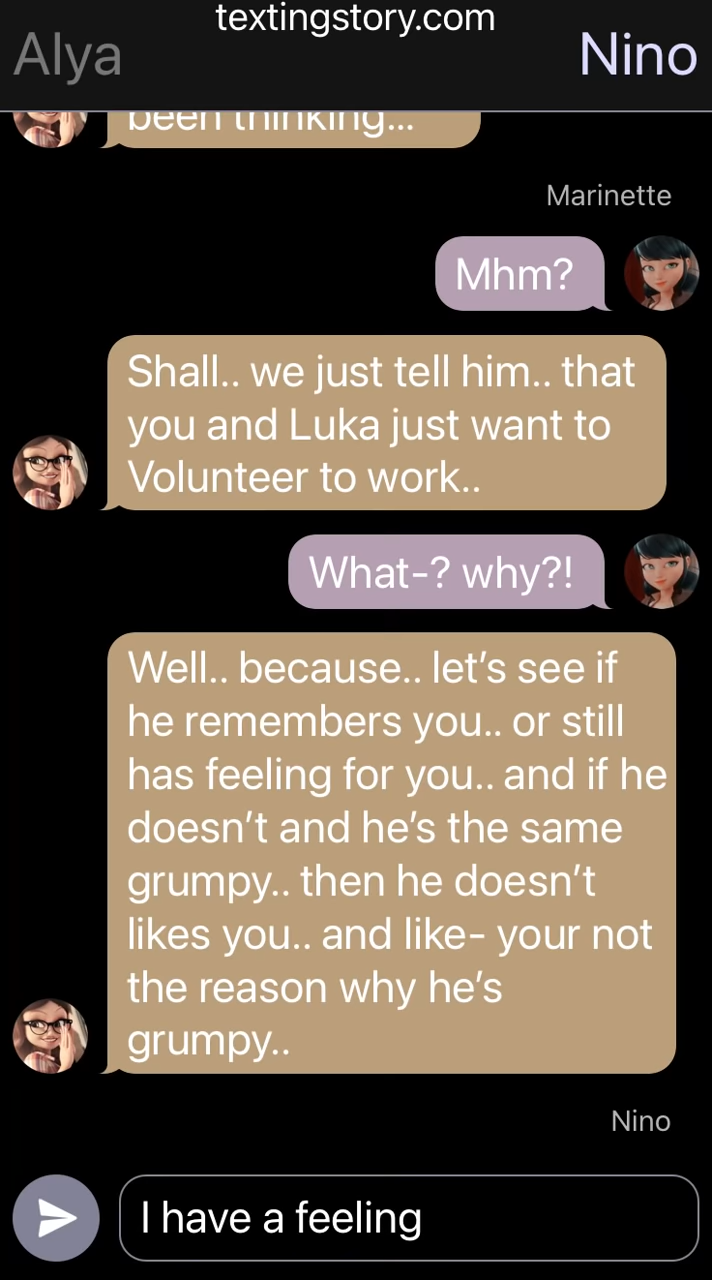 textingstory.com
Alya
Nino
been thinking...
Marinette
Mhm?
Shall.. we just tell him.. that
you and Luka just want to
Volunteer to work..
What-? why?!
Well.. because.. let’s see if
he remembers you.. or still
has feeling for you.. and if he
doesn’t and he’s the same
grumpy.. then he doesn’t
likes you.. and like- your not
the reason why he’s
grumpy..
Nino
I have a feeling